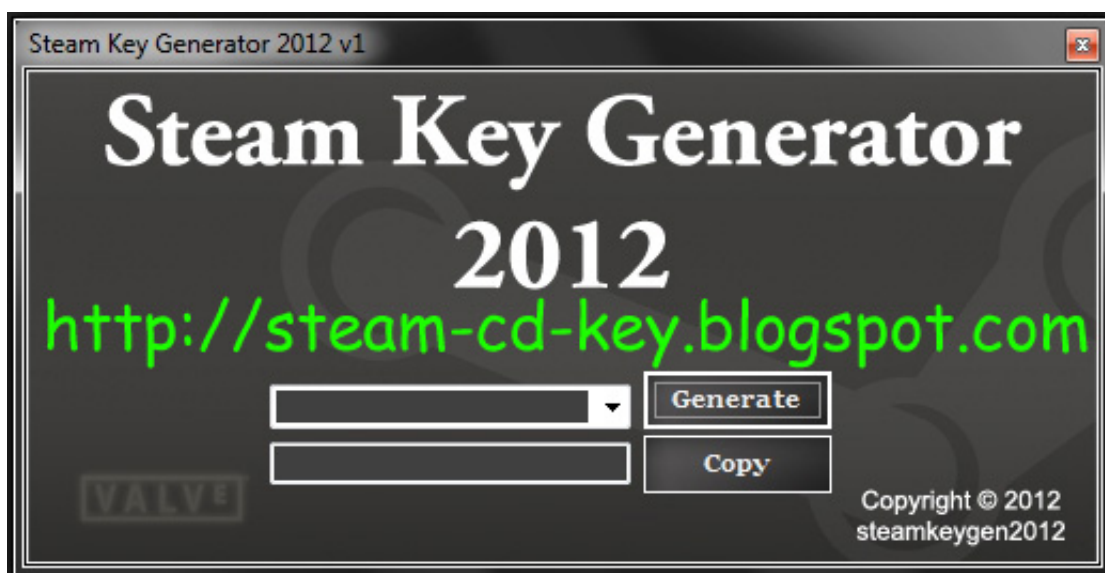 Steam Key Generator 2012 v1
Steam Key Generator
2012
http://steam-cd-key.blogspot.com
Generate
Copy
VALVE
Copyright © 2012
steamkeygen2012